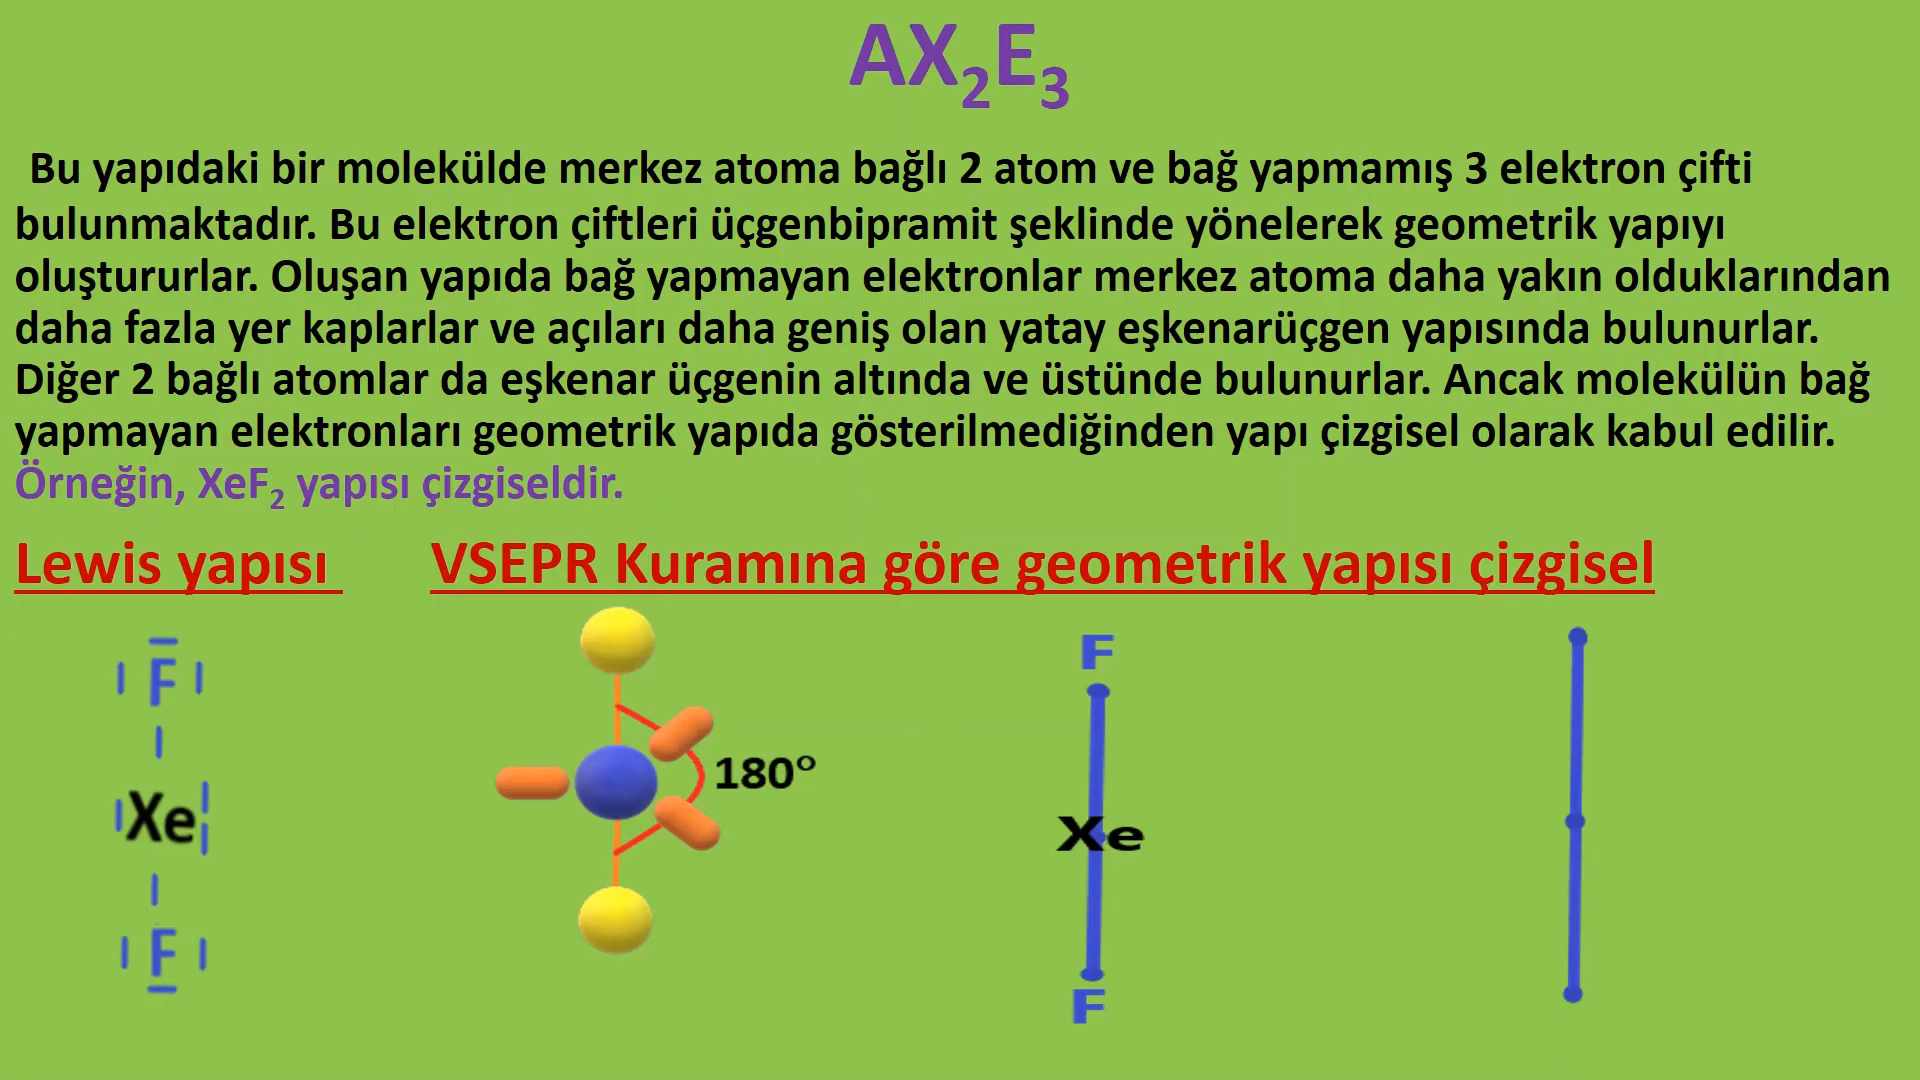 AX₂E₃
Bu yapıdaki bir molekülde merkez atoma bağlı 2 atom ve bağ yapmamış 3 elektron çifti
bulunmaktadır. Bu elektron çiftleri üçgenbipramit şeklinde yönelerek geometrik yapıyı
oluştururlar. Oluşan yapıda bağ yapmayan elektronlar merkez atoma daha yakın olduklarından
daha fazla yer kaplarlar ve açıları daha geniş olan yatay eşkenarüçgen yapısında bulunurlar.
Diğer 2 bağlı atomlar da eşkenar üçgenin altında ve üstünde bulunurlar. Ancak molekülün bağ
yapmayan elektronları geometrik yapıda gösterilmediğinden yapı çizgisel olarak kabul edilir.
Örneğin, XeF₂ yapısı çizgiseldir.
Lewis yapısı
VSEPR Kuramına göre geometrik yapısı çizgisel
F
Xe
F
180°
F
Xe
F